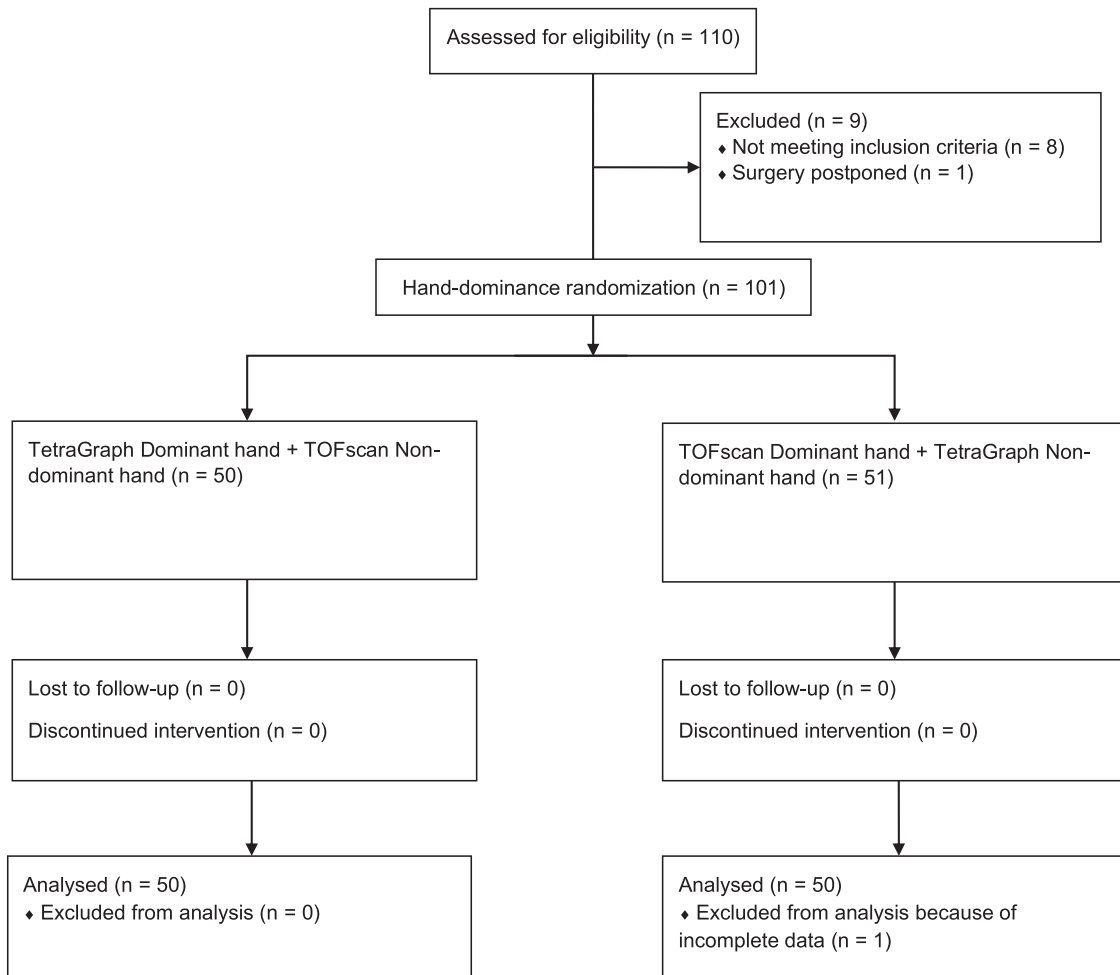 Assessed for eligibility (n = 110)
Excluded (n = 9)
♦ Not meeting inclusion criteria (n = 8)
♦ Surgery postponed (n = 1)
Hand-dominance randomization (n = 101)
TetraGraph Dominant hand + TOFscan Non-
dominant hand (n = 50)
TOFscan Dominant hand + TetraGraph Non-
dominant hand (n = 51)
Lost to follow-up (n = 0)
Discontinued intervention (n = 0)
Lost to follow-up (n = 0)
Discontinued intervention (n = 0)
Analysed (n = 50)
♦ Excluded from analysis (n = 0)
Analysed (n = 50)
♦ Excluded from analysis because of
incomplete data (n = 1)